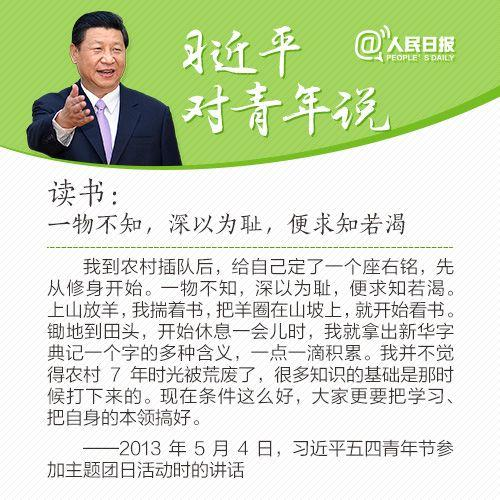 习近平
对青年说
@人民日报
PEOPLE'S DAILY
读书：
一物不知，深以为耻，便求知若渴
我到农村插队后，给自己定了一个座右铭，先
从修身开始。一物不知，深以为耻，便求知若渴。
上山放羊，我揣着书，把羊圈在山坡上，就开始看书。
锄地到田头，开始休息一会儿时，我就拿出新华字
典记一个字的多种含义，一点一滴积累。我并不觉
得农村 7 年时光被荒废了，很多知识的基础是那时
候打下来的。现在条件这么好，大家更要把学习、
把自身的本领搞好。
——2013 年 5 月 4 日，习近平五四青年节参
加主题团日活动时的讲话